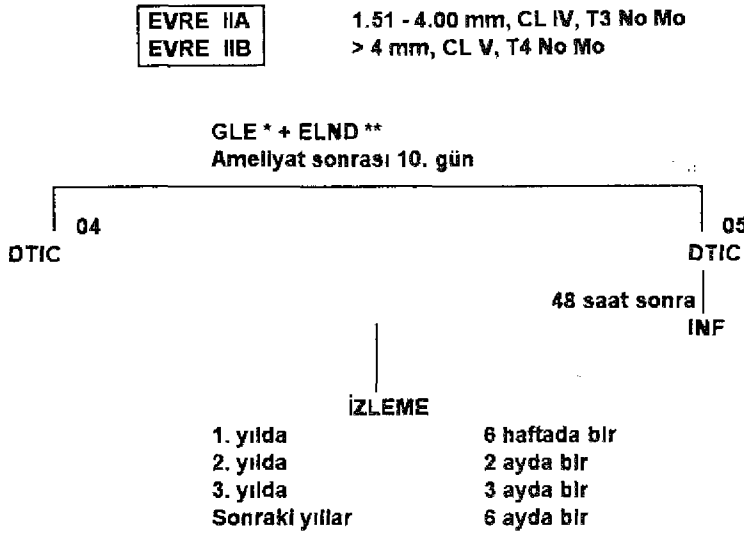 EVRE IIA 1.51 - 4.00 mm, CL IV, T3 No Mo
EVRE IIB > 4 mm, CL V, T4 No Mo
GLE * + ELND **
Ameliyat sonrası 10. gün
04 05
DTIC DTIC
48 saat sonra
INF
İZLEME
1. yılda 6 haftada bir
2. yılda 2 ayda bir
3. yılda 3 ayda bir
Sonraki yıllar 6 ayda bir